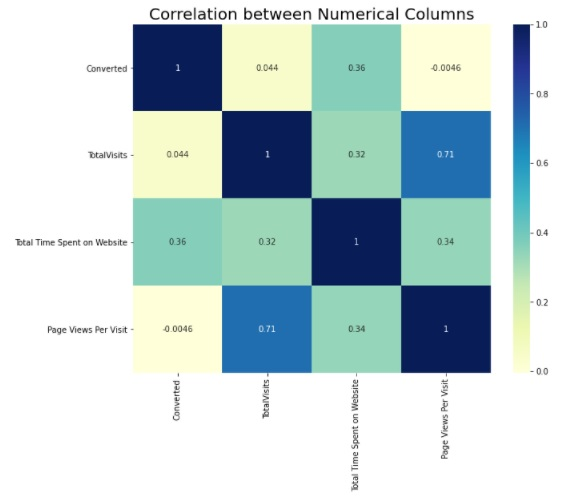 Correlation between Numerical Columns
Converted
1
0.044
0.36
-0.0046
TotalVisits
0.044
1
0.32
0.71
Total Time Spent on Website
0.36
0.32
1
0.34
Page Views Per Visit
-0.0046
0.71
0.34
1
Converted
TotalVisits
Total Time Spent on Website
Page Views Per Visit
1.0
0.8
0.6
0.4
0.2
0.0